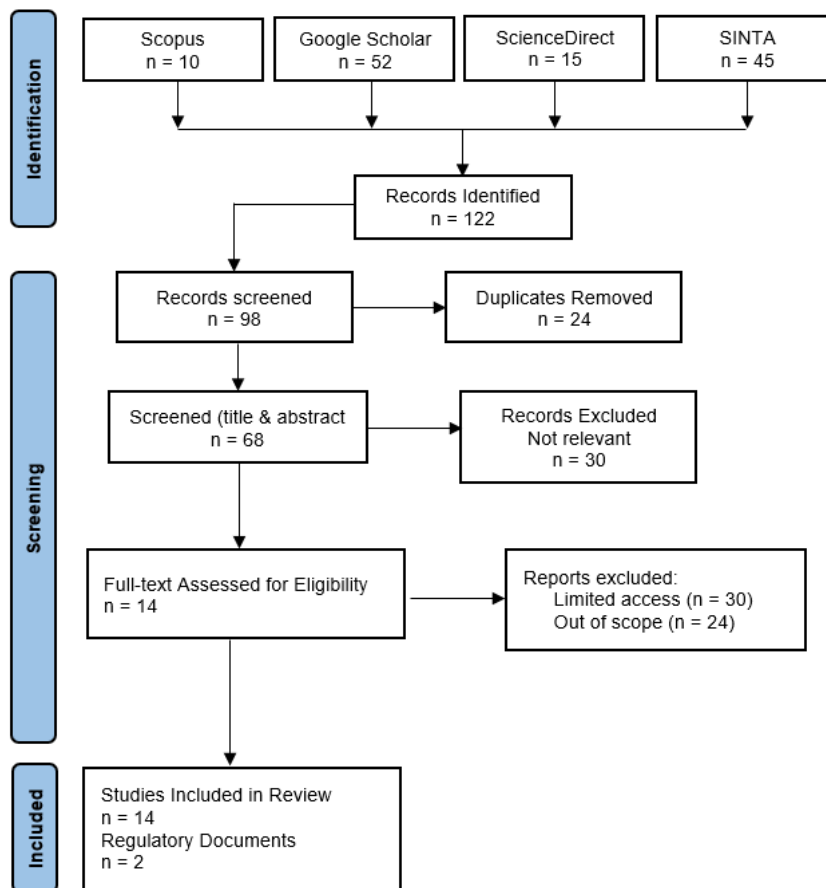 Identification
Scopus
n = 10
Google Scholar
n = 52
ScienceDirect
n = 15
SINTA
n = 45
Records Identified
n = 122
Screening
Records screened
n = 98
Duplicates Removed
n = 24
Screened (title & abstract
n = 68
Records Excluded
Not relevant
n = 30
Full-text Assessed for Eligibility
n = 14
Reports excluded:
Limited access (n = 30)
Out of scope (n = 24)
Included
Studies Included in Review
n = 14
Regulatory Documents
n = 2